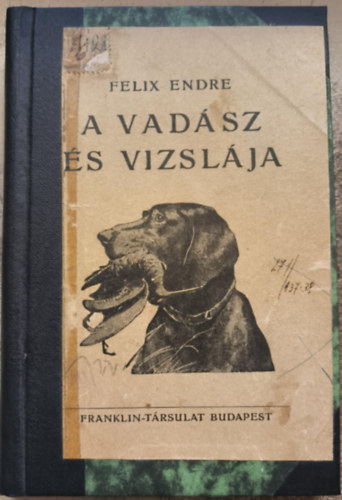 FELIX ENDRE
A VADÁSZ
ÉS VIZSLÁJA
FRANKLIN-TÁRSULAT BUDAPEST